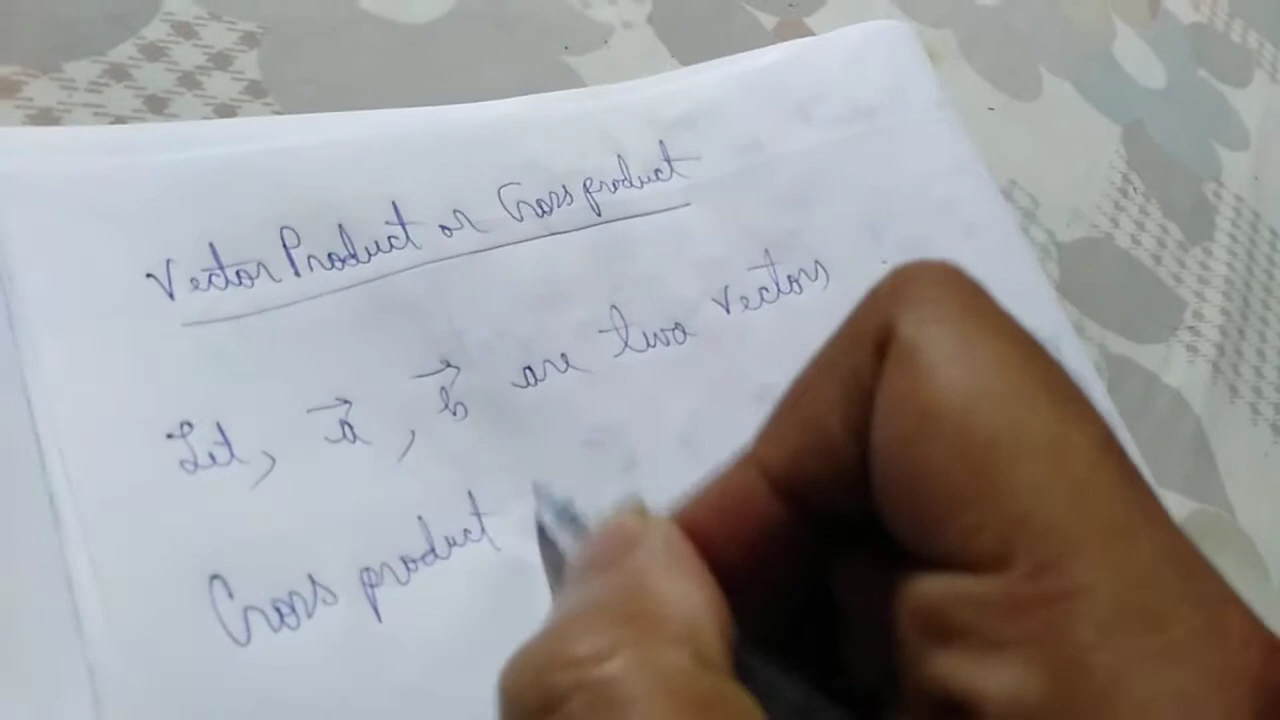 Vector Product or Cross product
Let, a⃗, b⃗ are two vectors
Cross product